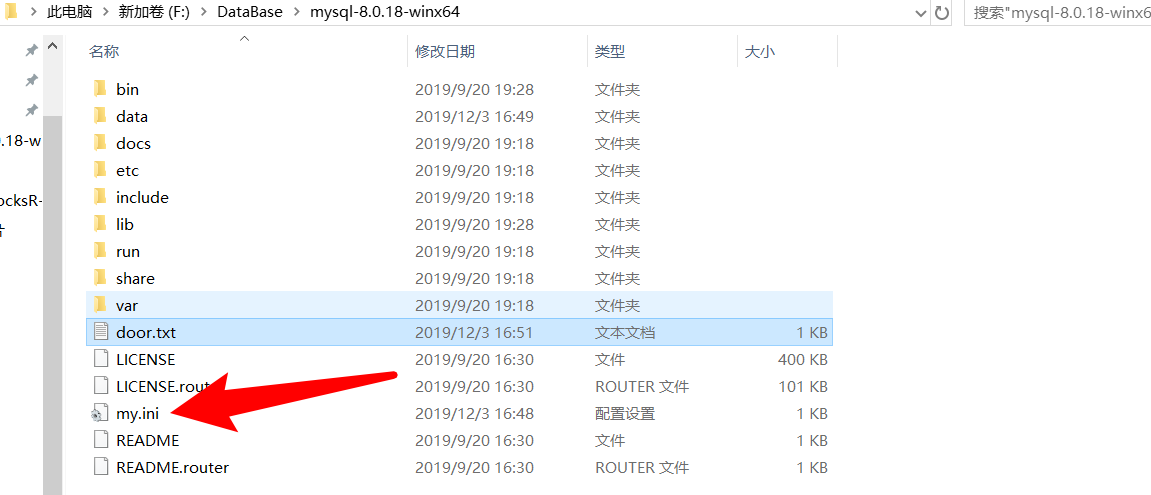 此电脑 > 新加卷 (F:) > DataBase > mysql-8.0.18-winx64
搜索"mysql-8.0.18-winx6
名称 修改日期 类型 大小
bin 2019/9/20 19:28 文件夹
data 2019/12/3 16:49 文件夹
docs 2019/9/20 19:18 文件夹
.18-w
etc 2019/9/20 19:18 文件夹
include 2019/9/20 19:18 文件夹
ocksR-
lib 2019/9/20 19:28 文件夹
run 2019/9/20 19:18 文件夹
share 2019/9/20 19:18 文件夹
var 2019/9/20 19:18 文件夹
door.txt 2019/12/3 16:51 文本文档 1 KB
LICENSE 2019/9/20 16:30 文件 400 KB
LICENSE.rou 2019/9/20 16:30 ROUTER 文件 101 KB
my.ini 2019/12/3 16:48 配置设置 1 KB
README 2019/9/20 16:30 文件 1 KB
README.router 2019/9/20 16:30 ROUTER 文件 1 KB